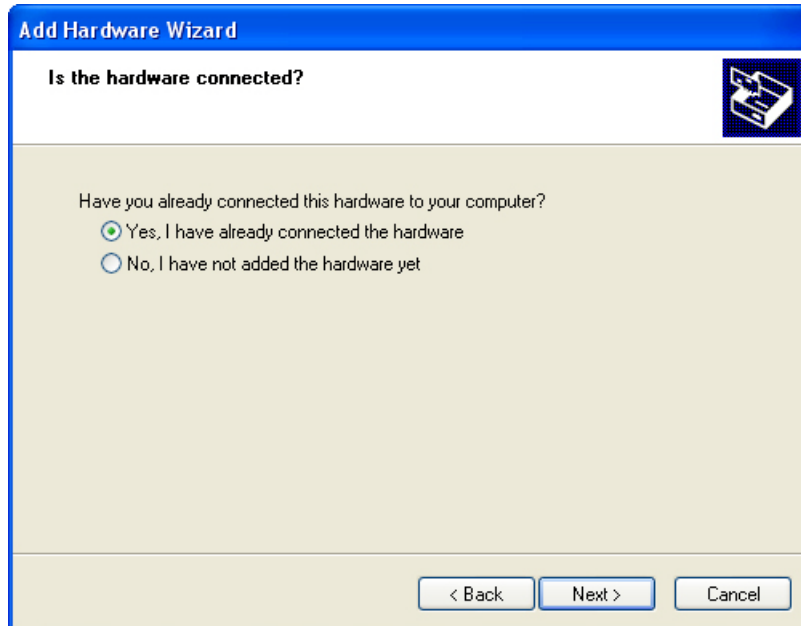 Add Hardware Wizard
Is the hardware connected?
Have you already connected this hardware to your computer?
Yes, I have already connected the hardware
No, I have not added the hardware yet
< Back Next > Cancel